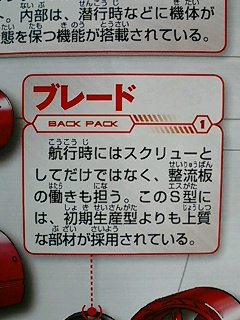 。内部は、潜行時などに機体が
態を保つ機能が搭載されている。
ブレード
BACK PACK
1
航行時にはスクリューと
してだけではなく、整流板
の働きも担う。このS型に
は、初期生産型よりも上質
な部材が採用されている。